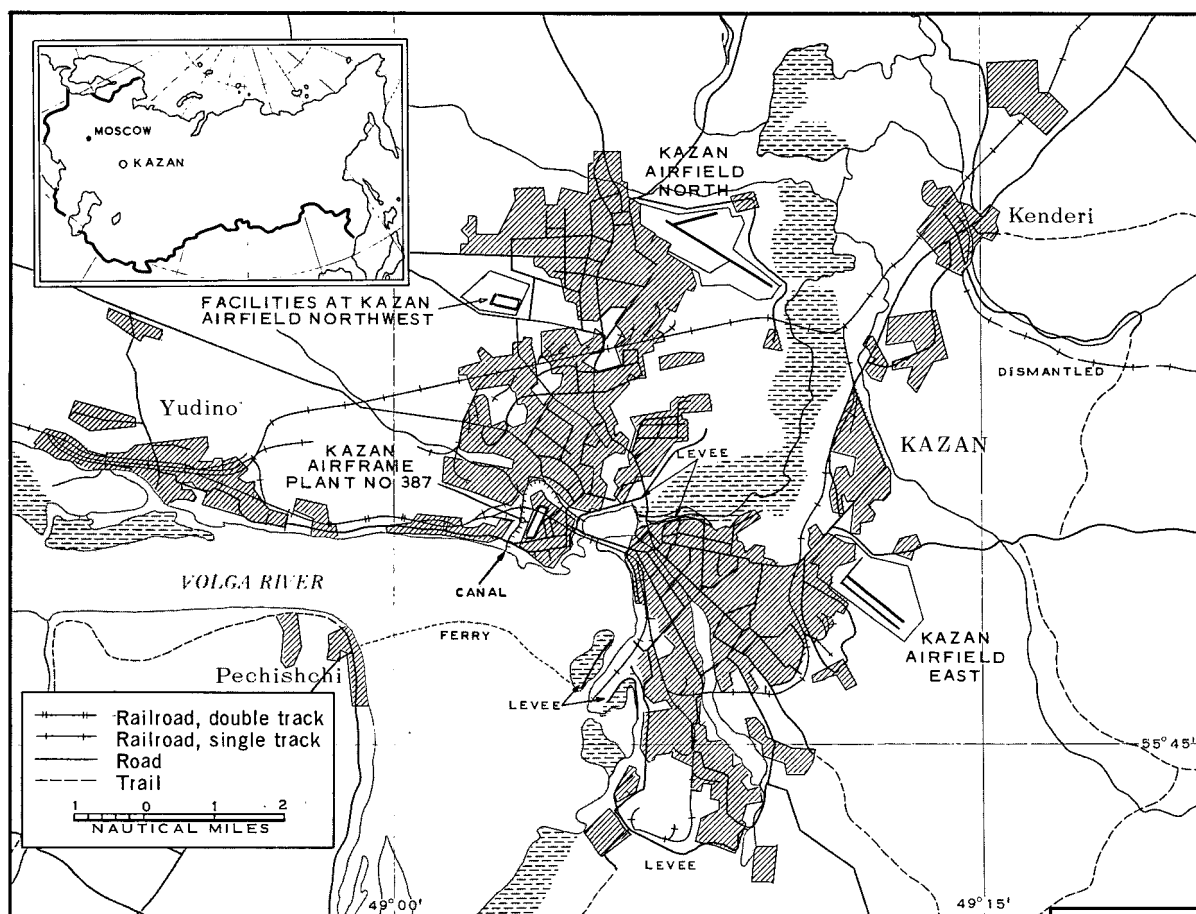 MOSCOW
KAZAN
KAZAN
AIRFIELD
NORTH
Kenderi
FACILITIES AT KAZAN
AIRFIELD NORTHWEST
DISMANTLED
Yudino
KAZAN
AIRFRAME
PLANT NO 387
LEVEE
KAZAN
VOLGA RIVER
CANAL
FERRY
KAZAN
AIRFIELD
EAST
Pechishchi
LEVEE
Railroad, double track
Railroad, single track
Road
Trail
1 0 1 2
NAUTICAL MILES
55°45'
LEVEE
49°00'
49°15'